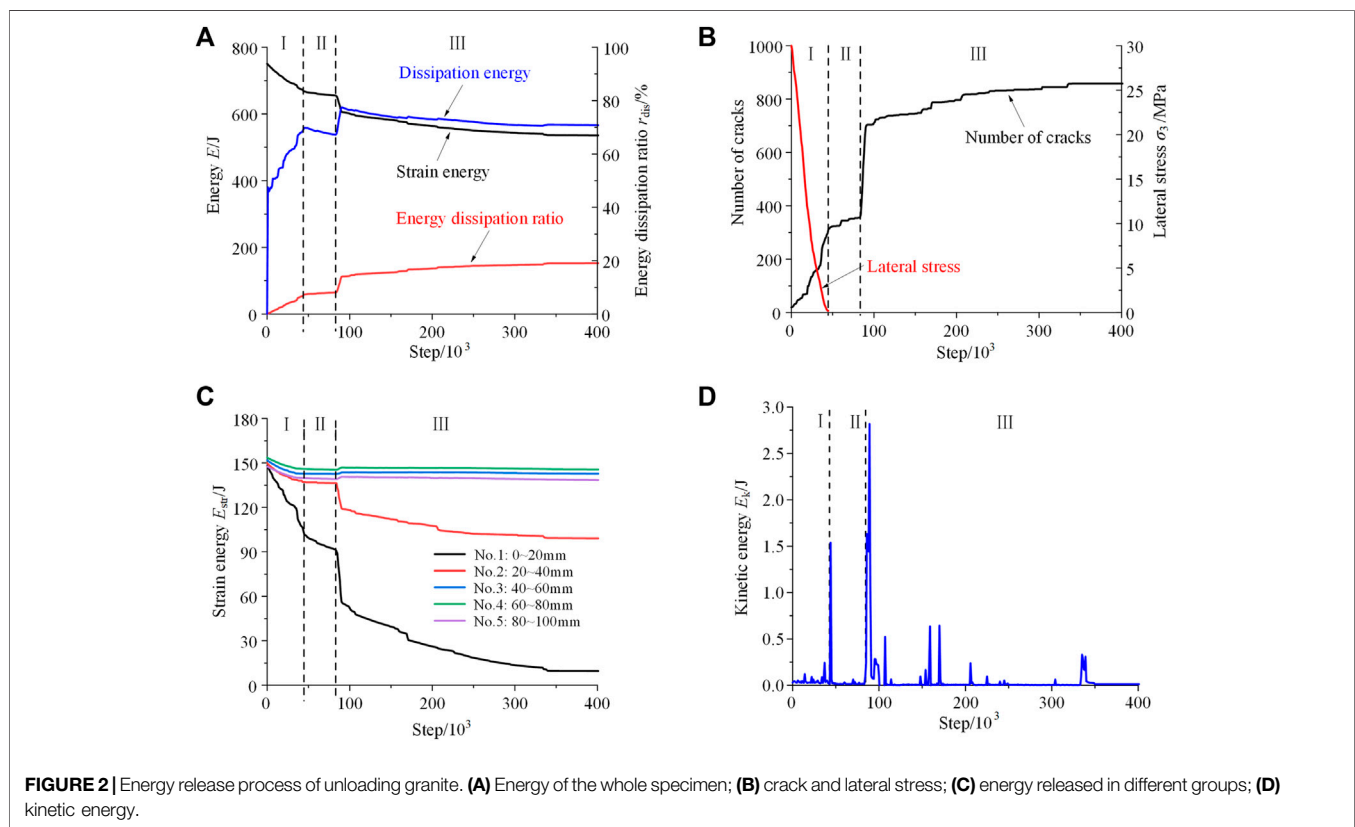 A
I II III
800
700
600
500
400
300
200
100
0
Energy E/J
0 100 200 300 400
Step/10³
100
80
60
40
20
0
Energy dissipation ratio r_dis/%
Dissipation energy
Strain energy
Energy dissipation ratio
B
I II III
1000
800
600
400
200
0
Number of cracks
0 100 200 300 400
Step/10³
30
25
20
15
10
5
0
Lateral stress σ₃/MPa
Number of cracks
Lateral stress
C
I II III
180
150
120
90
60
30
0
Strain energy E_str/J
0 100 200 300 400
Step/10³
No.1: 0~20mm
No.2: 20~40mm
No.3: 40~60mm
No.4: 60~80mm
No.5: 80~100mm
D
I II III
3.0
2.5
2.0
1.5
1.0
0.5
0.0
Kinetic energy E_k/J
0 100 200 300 400
Step/10³
FIGURE 2 | Energy release process of unloading granite. (A) Energy of the whole specimen; (B) crack and lateral stress; (C) energy released in different groups; (D)
kinetic energy.